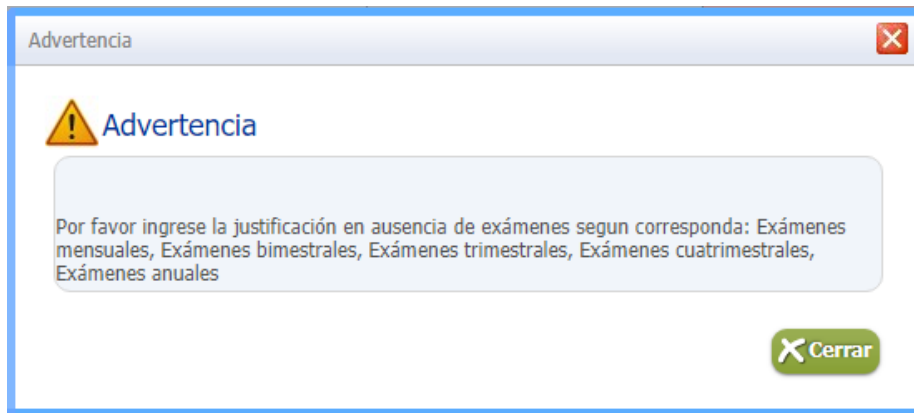 Advertencia
Advertencia
Por favor ingrese la justificación en ausencia de exámenes segun corresponda: Exámenes
mensuales, Exámenes bimestrales, Exámenes trimestrales, Exámenes cuatrimestrales,
Exámenes anuales
Cerrar